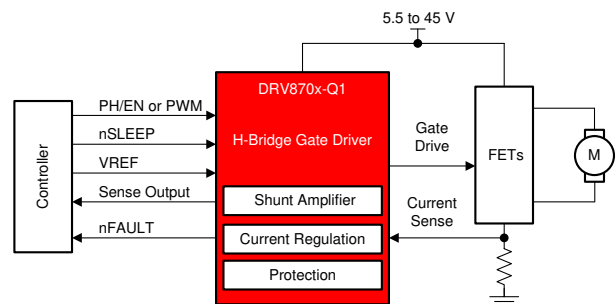 5.5 to 45 V
DRV870x-Q1
H-Bridge Gate Driver
Controller
PH/EN or PWM
nSLEEP
VREF
Sense Output
nFAULT
Shunt Amplifier
Current Regulation
Protection
Gate
Drive
Current
Sense
FETs
M